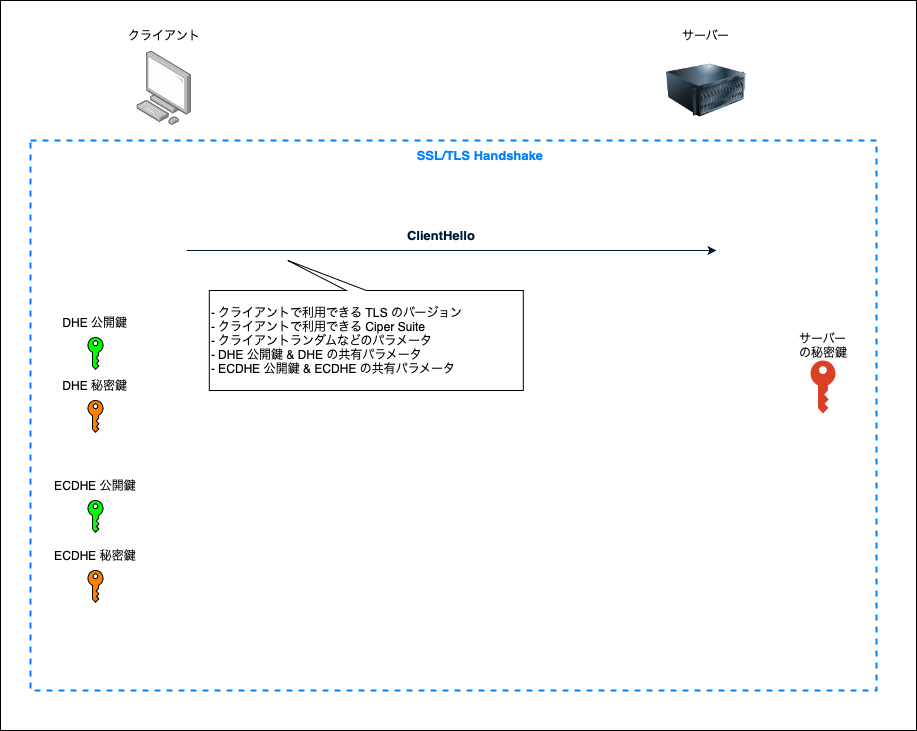 クライアント
サーバー
SSL/TLS Handshake
ClientHello
- クライアントで利用できる TLS のバージョン
- クライアントで利用できる Ciper Suite
- クライアントランダムなどのパラメータ
- DHE 公開鍵 & DHE の共有パラメータ
- ECDHE 公開鍵 & ECDHE の共有パラメータ
DHE 公開鍵
DHE 秘密鍵
ECDHE 公開鍵
ECDHE 秘密鍵
サーバー
の秘密鍵